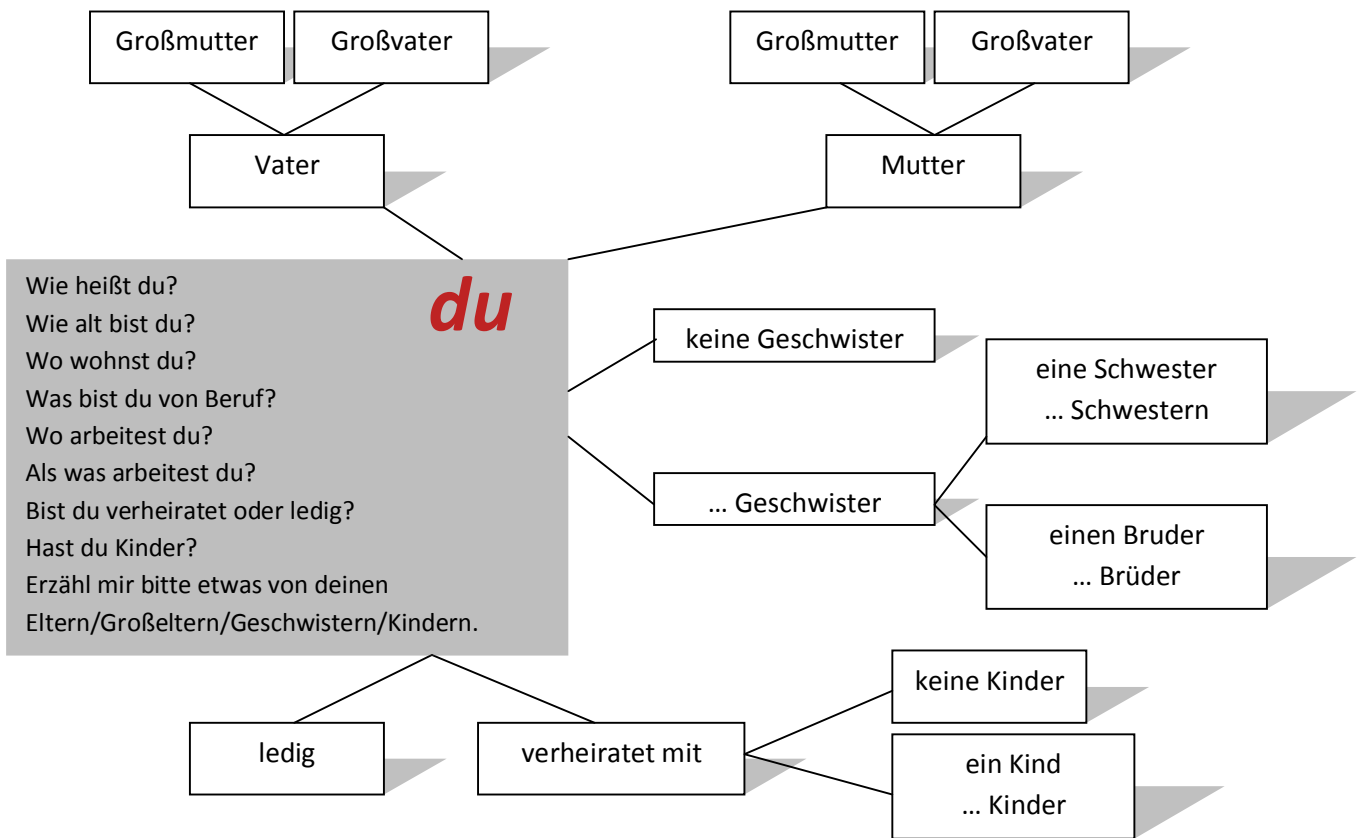 Großmutter
Großvater
Großmutter
Großvater
Vater
Mutter
du
Wie heißt du?
Wie alt bist du?
Wo wohnst du?
Was bist du von Beruf?
Wo arbeitest du?
Als was arbeitest du?
Bist du verheiratet oder ledig?
Hast du Kinder?
Erzähl mir bitte etwas von deinen
Eltern/Großeltern/Geschwistern/Kindern.
keine Geschwister
... Geschwister
eine Schwester
... Schwestern
einen Bruder
... Brüder
ledig
verheiratet mit
keine Kinder
ein Kind
... Kinder